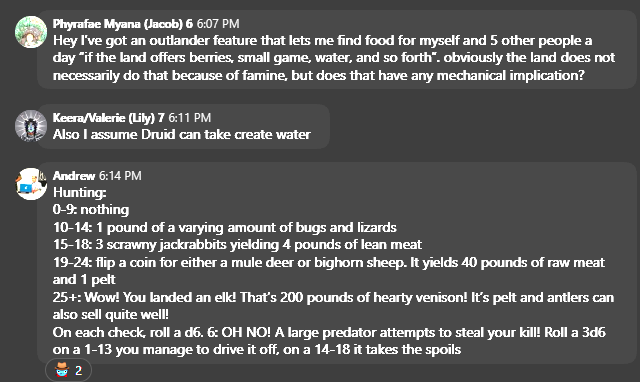 Phyrafae Myana (Jacob) 6 6:07 PM
Hey I've got an outlander feature that lets me find food for myself and 5 other people a
day “if the land offers berries, small game, water, and so forth”. obviously the land does not
necessarily do that because of famine, but does that have any mechanical implication?
Keera/Valerie (Lily) 7 6:11 PM
Also I assume Druid can take create water
Andrew 6:14 PM
Hunting:
0-9: nothing
10-14: 1 pound of a varying amount of bugs and lizards
15-18: 3 scrawny jackrabbits yielding 4 pounds of lean meat
19-24: flip a coin for either a mule deer or bighorn sheep. It yields 40 pounds of raw meat
and 1 pelt
25+: Wow! You landed an elk! That's 200 pounds of hearty venison! It’s pelt and antlers can
also sell quite well!
On each check, roll a d6. 6: OH NO! A large predator attempts to steal your kill! Roll a 3d6
on a 1-13 you manage to drive it off, on a 14-18 it takes the spoils
2